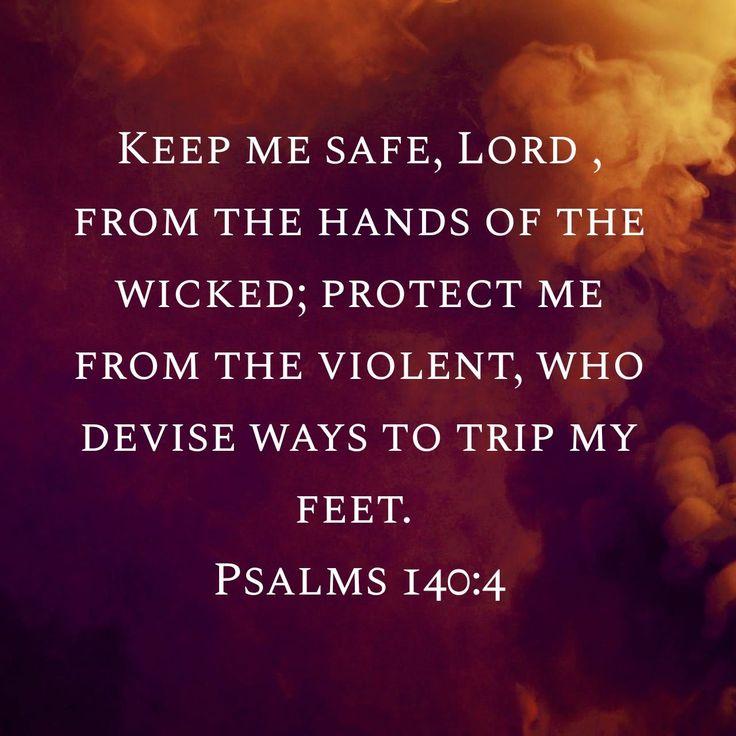 Keep me safe, Lord ,
from the hands of the
wicked; protect me
from the violent, who
devise ways to trip my
feet.
Psalms 140:4